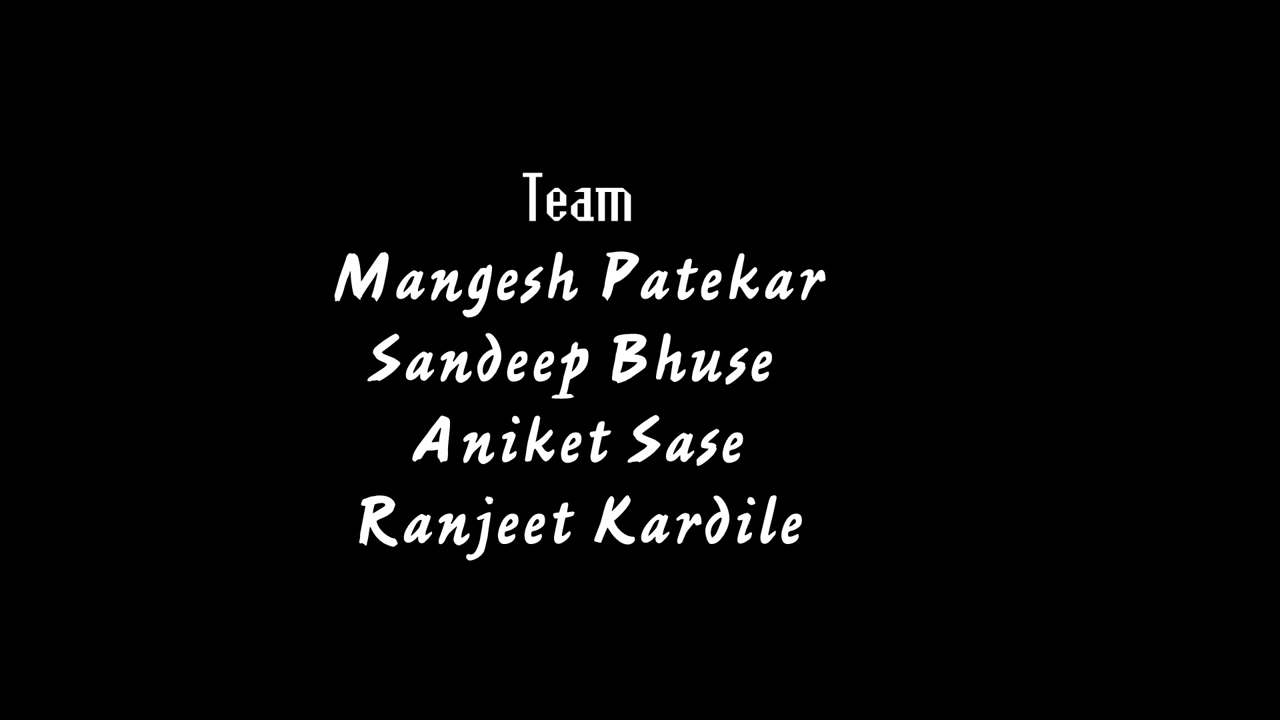 Team
Mangesh Patekar
Sandeep Bhuse
Aniket Sase
Ranjeet Kardile